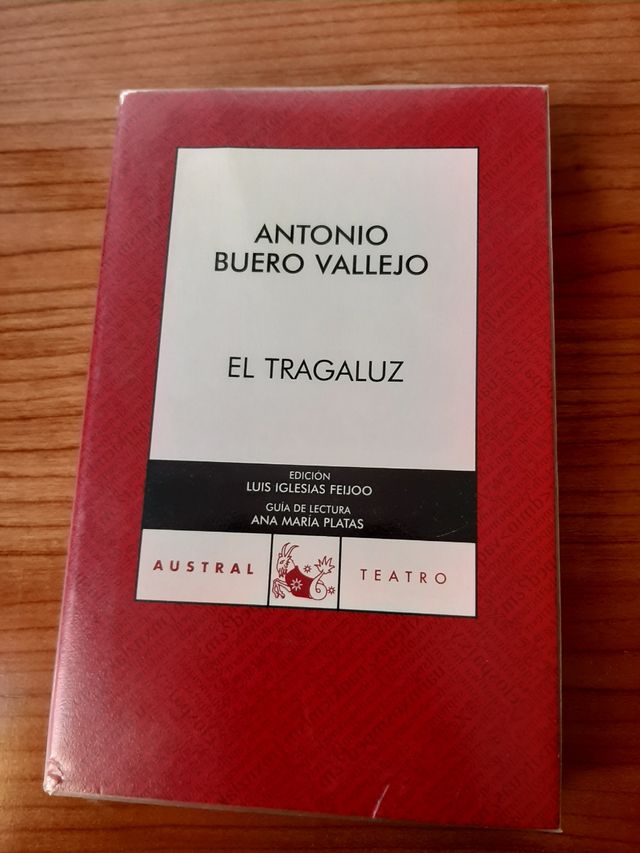 ANTONIO
BUERO VALLEJO
EL TRAGALUZ
EDICIÓN
LUIS IGLESIAS FEIJOO
GUÍA DE LECTURA
ANA MARÍA PLATAS
AUSTRAL
TEATRO